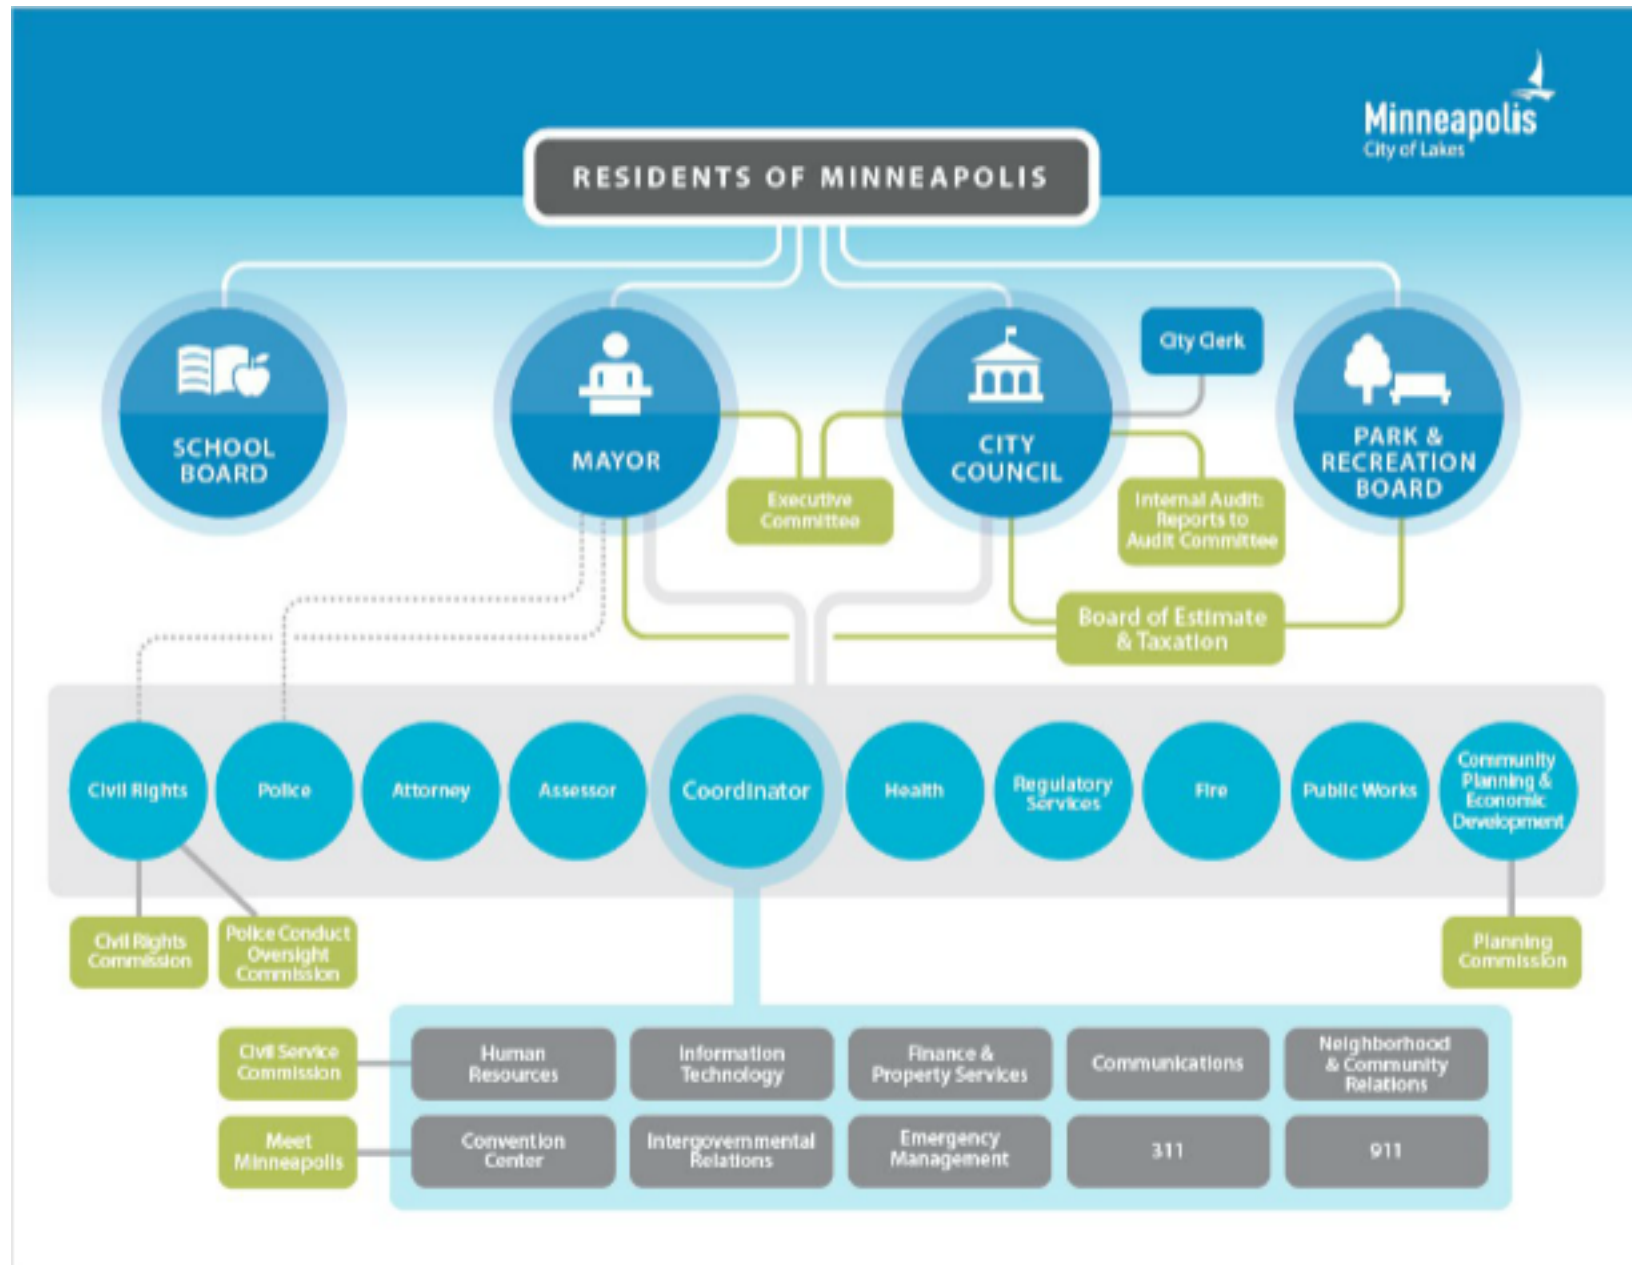 Minneapolis
City of Lakes
RESIDENTS OF MINNEAPOLIS
SCHOOL
BOARD
MAYOR
CITY
COUNCIL
City Clerk
PARK &
RECREATION
BOARD
Executive
Committee
Internal Audit:
Reports to
Audit Committee
Board of Estimate
& Taxation
Civil Rights
Police
Attorney
Assessor
Coordinator
Health
Regulatory
Services
Fire
Public Works
Community
Planning &
Economic
Development
Civil Rights
Commission
Police Conduct
Oversight
Commission
Planning
Commission
Civil Service
Commission
Human
Resources
Information
Technology
Finance &
Property Services
Communications
Neighborhood
& Community
Relations
Meet
Minneapolis
Convention
Center
Intergovernmental
Relations
Emergency
Management
311
911